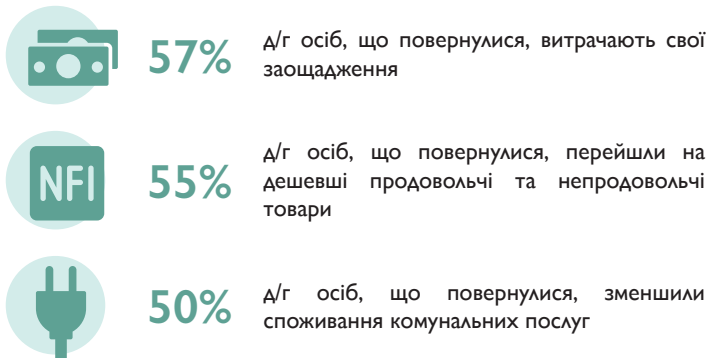 57%
д/г осіб, що повернулися, витрачають свої
заощадження
NFI
55%
д/г осіб, що повернулися, перейшли на
дешевші продовольчі та непродовольчі
товари
50%
д/г осіб, що повернулися, зменшили
споживання комунальних послуг